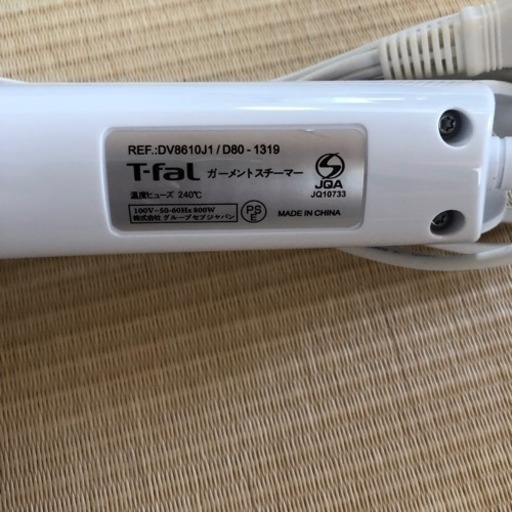 REF.:DV8610J1 / D80 - 1319
T-fal ガーメントスチーマー
JQA
JQ10733
温度ヒューズ 240℃
100V~50-60Hz 800W
株式会社 グループセブジャパン
PS
E
MADE IN CHINA